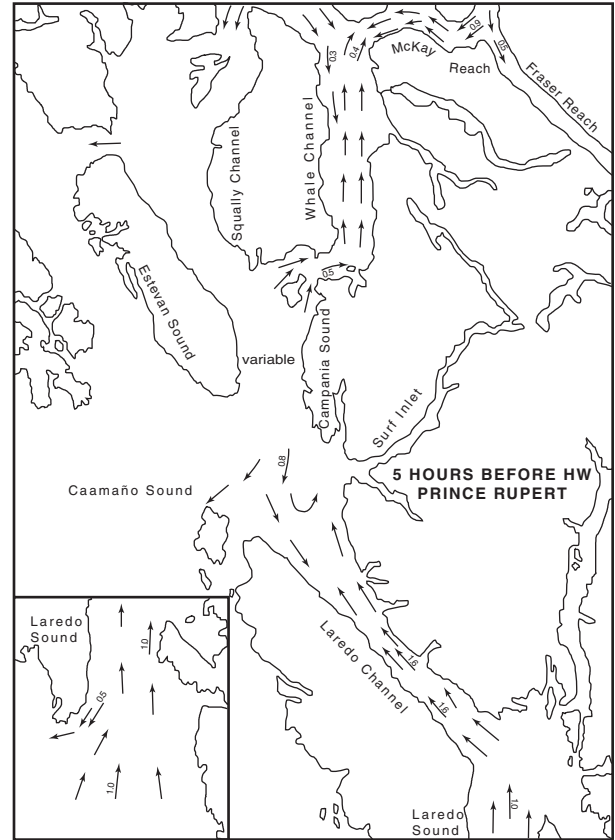 0.9
0.5
McKay
Reach
Fraser Reach
0.3
0.4
Squally Channel
Whale Channel
0.5
Estevan Sound
variable
Campania Sound
Surf Inlet
0.8
5 HOURS BEFORE HW
PRINCE RUPERT
Caamaño Sound
Laredo Channel
1.6
1.6
Laredo
Sound
1.0
0.5
1.0
Laredo
Sound
1.0